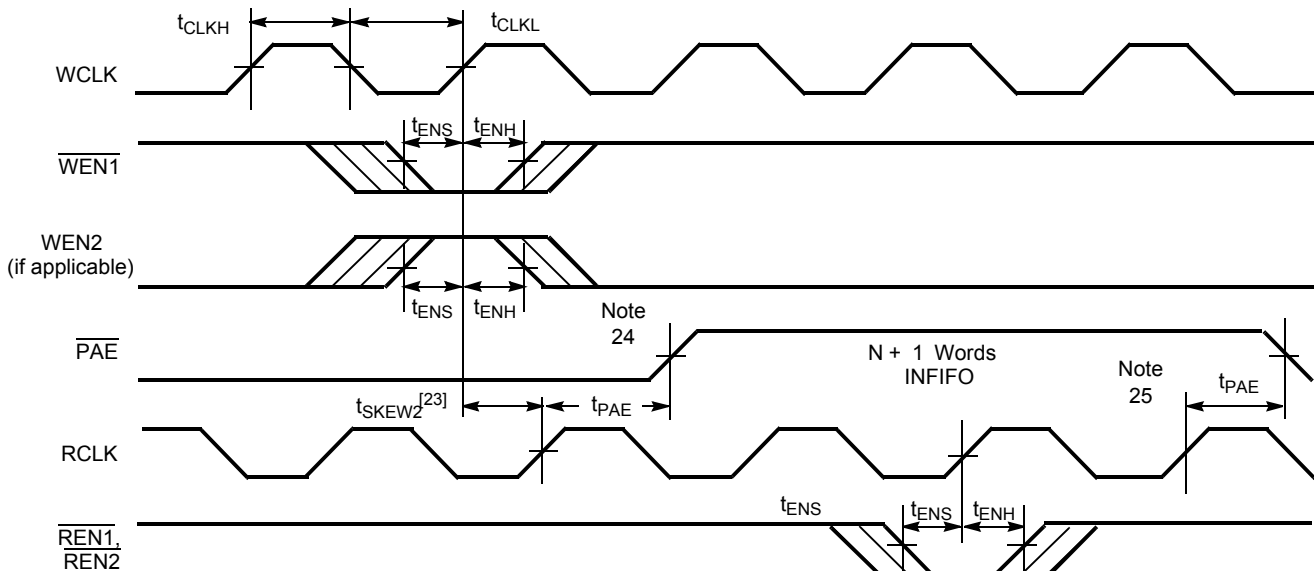 tCLKH
tCLKL
WCLK
tENS
tENH
WEN1
WEN2
(if applicable)
tENS
tENH
Note
24
PAE
N + 1 Words
INFIFO
Note
25
tPAE
tSKEW2[23]
tPAE
RCLK
tENS
tENS
tENH
REN1,
REN2